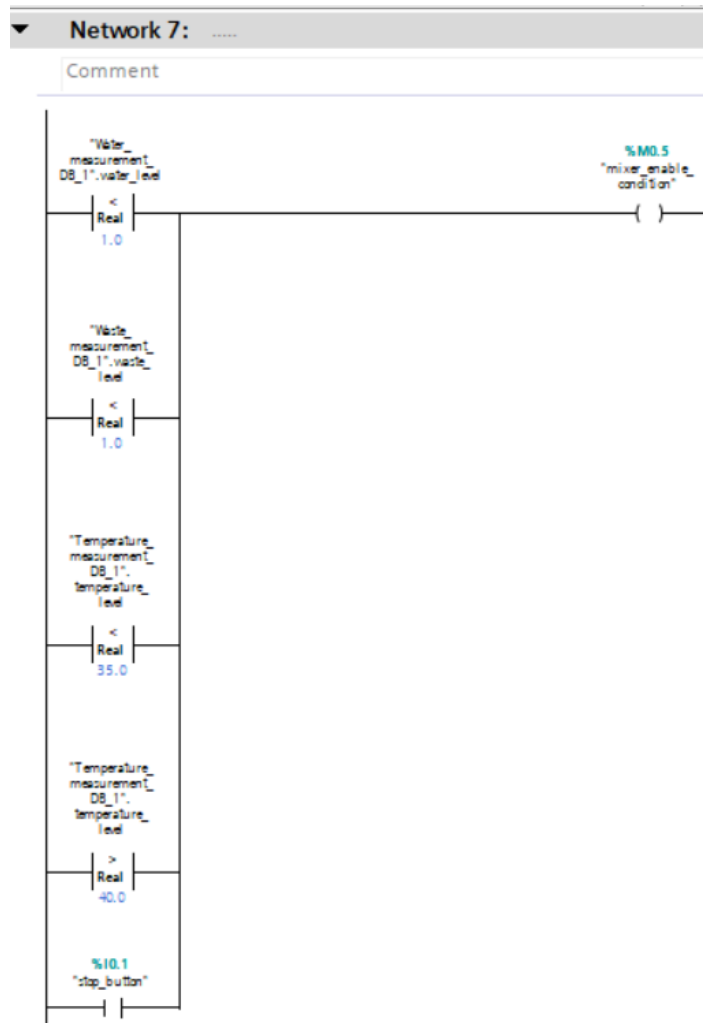 Network 7: .....
Comment
"Water_
measurement_
DB_1".water_level
<
Real
1.0
%M0.5
"mixer_enable_
condition"
"Waste_
measurement_
DB_1".waste_
level
<
Real
1.0
"Temperature_
measurement_
DB_1".
temperature_
level
<
Real
35.0
"Temperature_
measurement_
DB_1".
temperature_
level
>
Real
40.0
%I0.1
"stop_button"